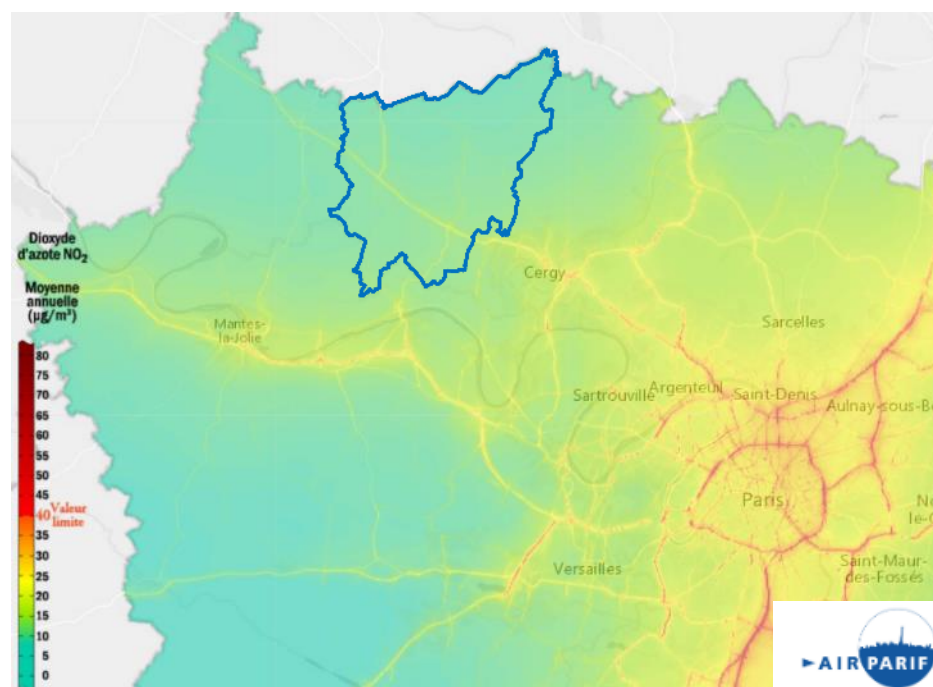 Dioxyde
d'azote NO₂
Moyenne
annuelle
(µg/m³)
80
75
70
65
60
55
50
45
40 Valeur
limite
35
30
25
20
15
10
5
0
Mantes-
la-Jolie
Cergy
Sarcelles
Sartrouville
Argenteuil
Saint-Denis
Aulnay-sous-B
Paris
Versailles
Saint-Maur-
des-Fossés
le-
AIRPARIF